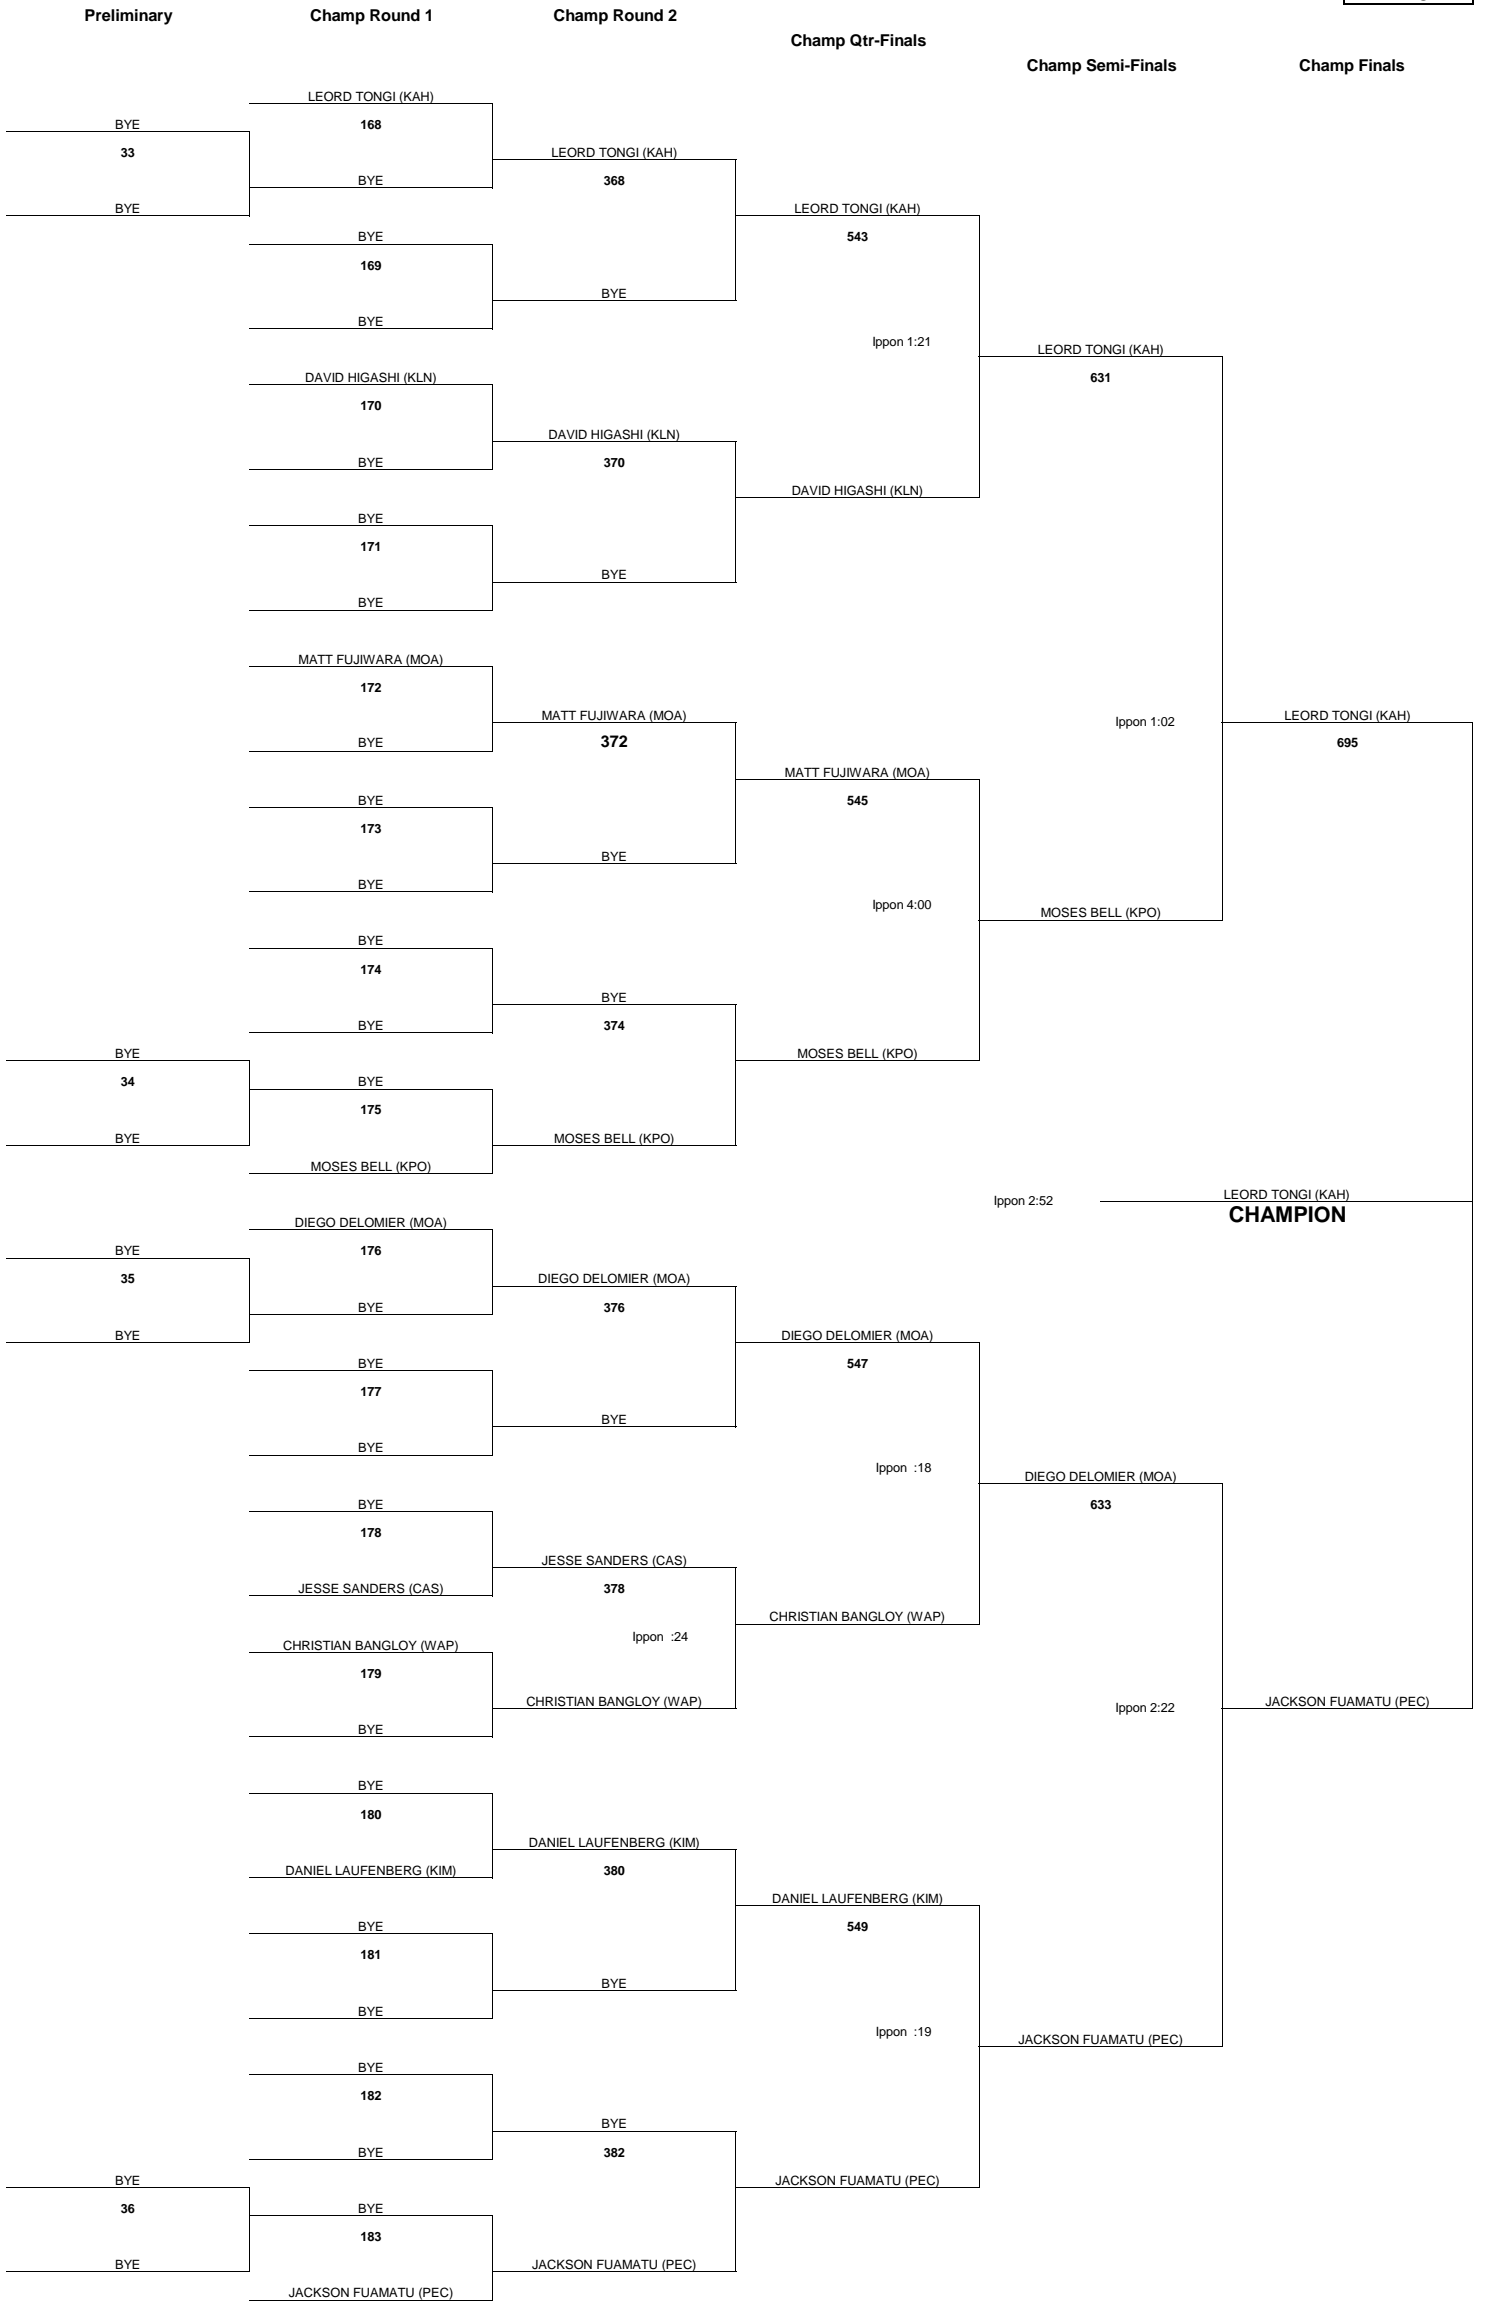 Preliminary Champ Round 1 Champ Round 2
Champ Qtr-Finals
Champ Semi-Finals Champ Finals
LEORD TONGI (KAH)
BYE 168
33 LEORD TONGI (KAH)
BYE 368
BYE LEORD TONGI (KAH)
BYE 543
169
BYE
BYE
Ippon 1:21
LEORD TONGI (KAH)
DAVID HIGASHI (KLN) 631
170
DAVID HIGASHI (KLN)
BYE 370
DAVID HIGASHI (KLN)
BYE
171
BYE
BYE
MATT FUJIWARA (MOA)
172
MATT FUJIWARA (MOA) Ippon 1:02 LEORD TONGI (KAH)
BYE 372 695
MATT FUJIWARA (MOA)
BYE 545
173
BYE
BYE
Ippon 4:00
MOSES BELL (KPO)
BYE
174
BYE
BYE 374
BYE MOSES BELL (KPO)
34 BYE
175
BYE MOSES BELL (KPO)
MOSES BELL (KPO)
Ippon 2:52 LEORD TONGI (KAH)
CHAMPION
DIEGO DELOMIER (MOA)
BYE 176
35 DIEGO DELOMIER (MOA)
BYE 376
BYE DIEGO DELOMIER (MOA)
BYE 547
177
BYE
BYE
Ippon :18
DIEGO DELOMIER (MOA)
BYE 633
178
JESSE SANDERS (CAS)
JESSE SANDERS (CAS) 378
CHRISTIAN BANGLOY (WAP)
Ippon :24
CHRISTIAN BANGLOY (WAP)
179
CHRISTIAN BANGLOY (WAP) Ippon 2:22 JACKSON FUAMATU (PEC)
BYE
BYE
180
DANIEL LAUFENBERG (KIM)
DANIEL LAUFENBERG (KIM) 380
DANIEL LAUFENBERG (KIM)
BYE 549
181
BYE
BYE
Ippon :19
JACKSON FUAMATU (PEC)
BYE
182
BYE
BYE 382
BYE JACKSON FUAMATU (PEC)
36 BYE
183
BYE JACKSON FUAMATU (PEC)
JACKSON FUAMATU (PEC)